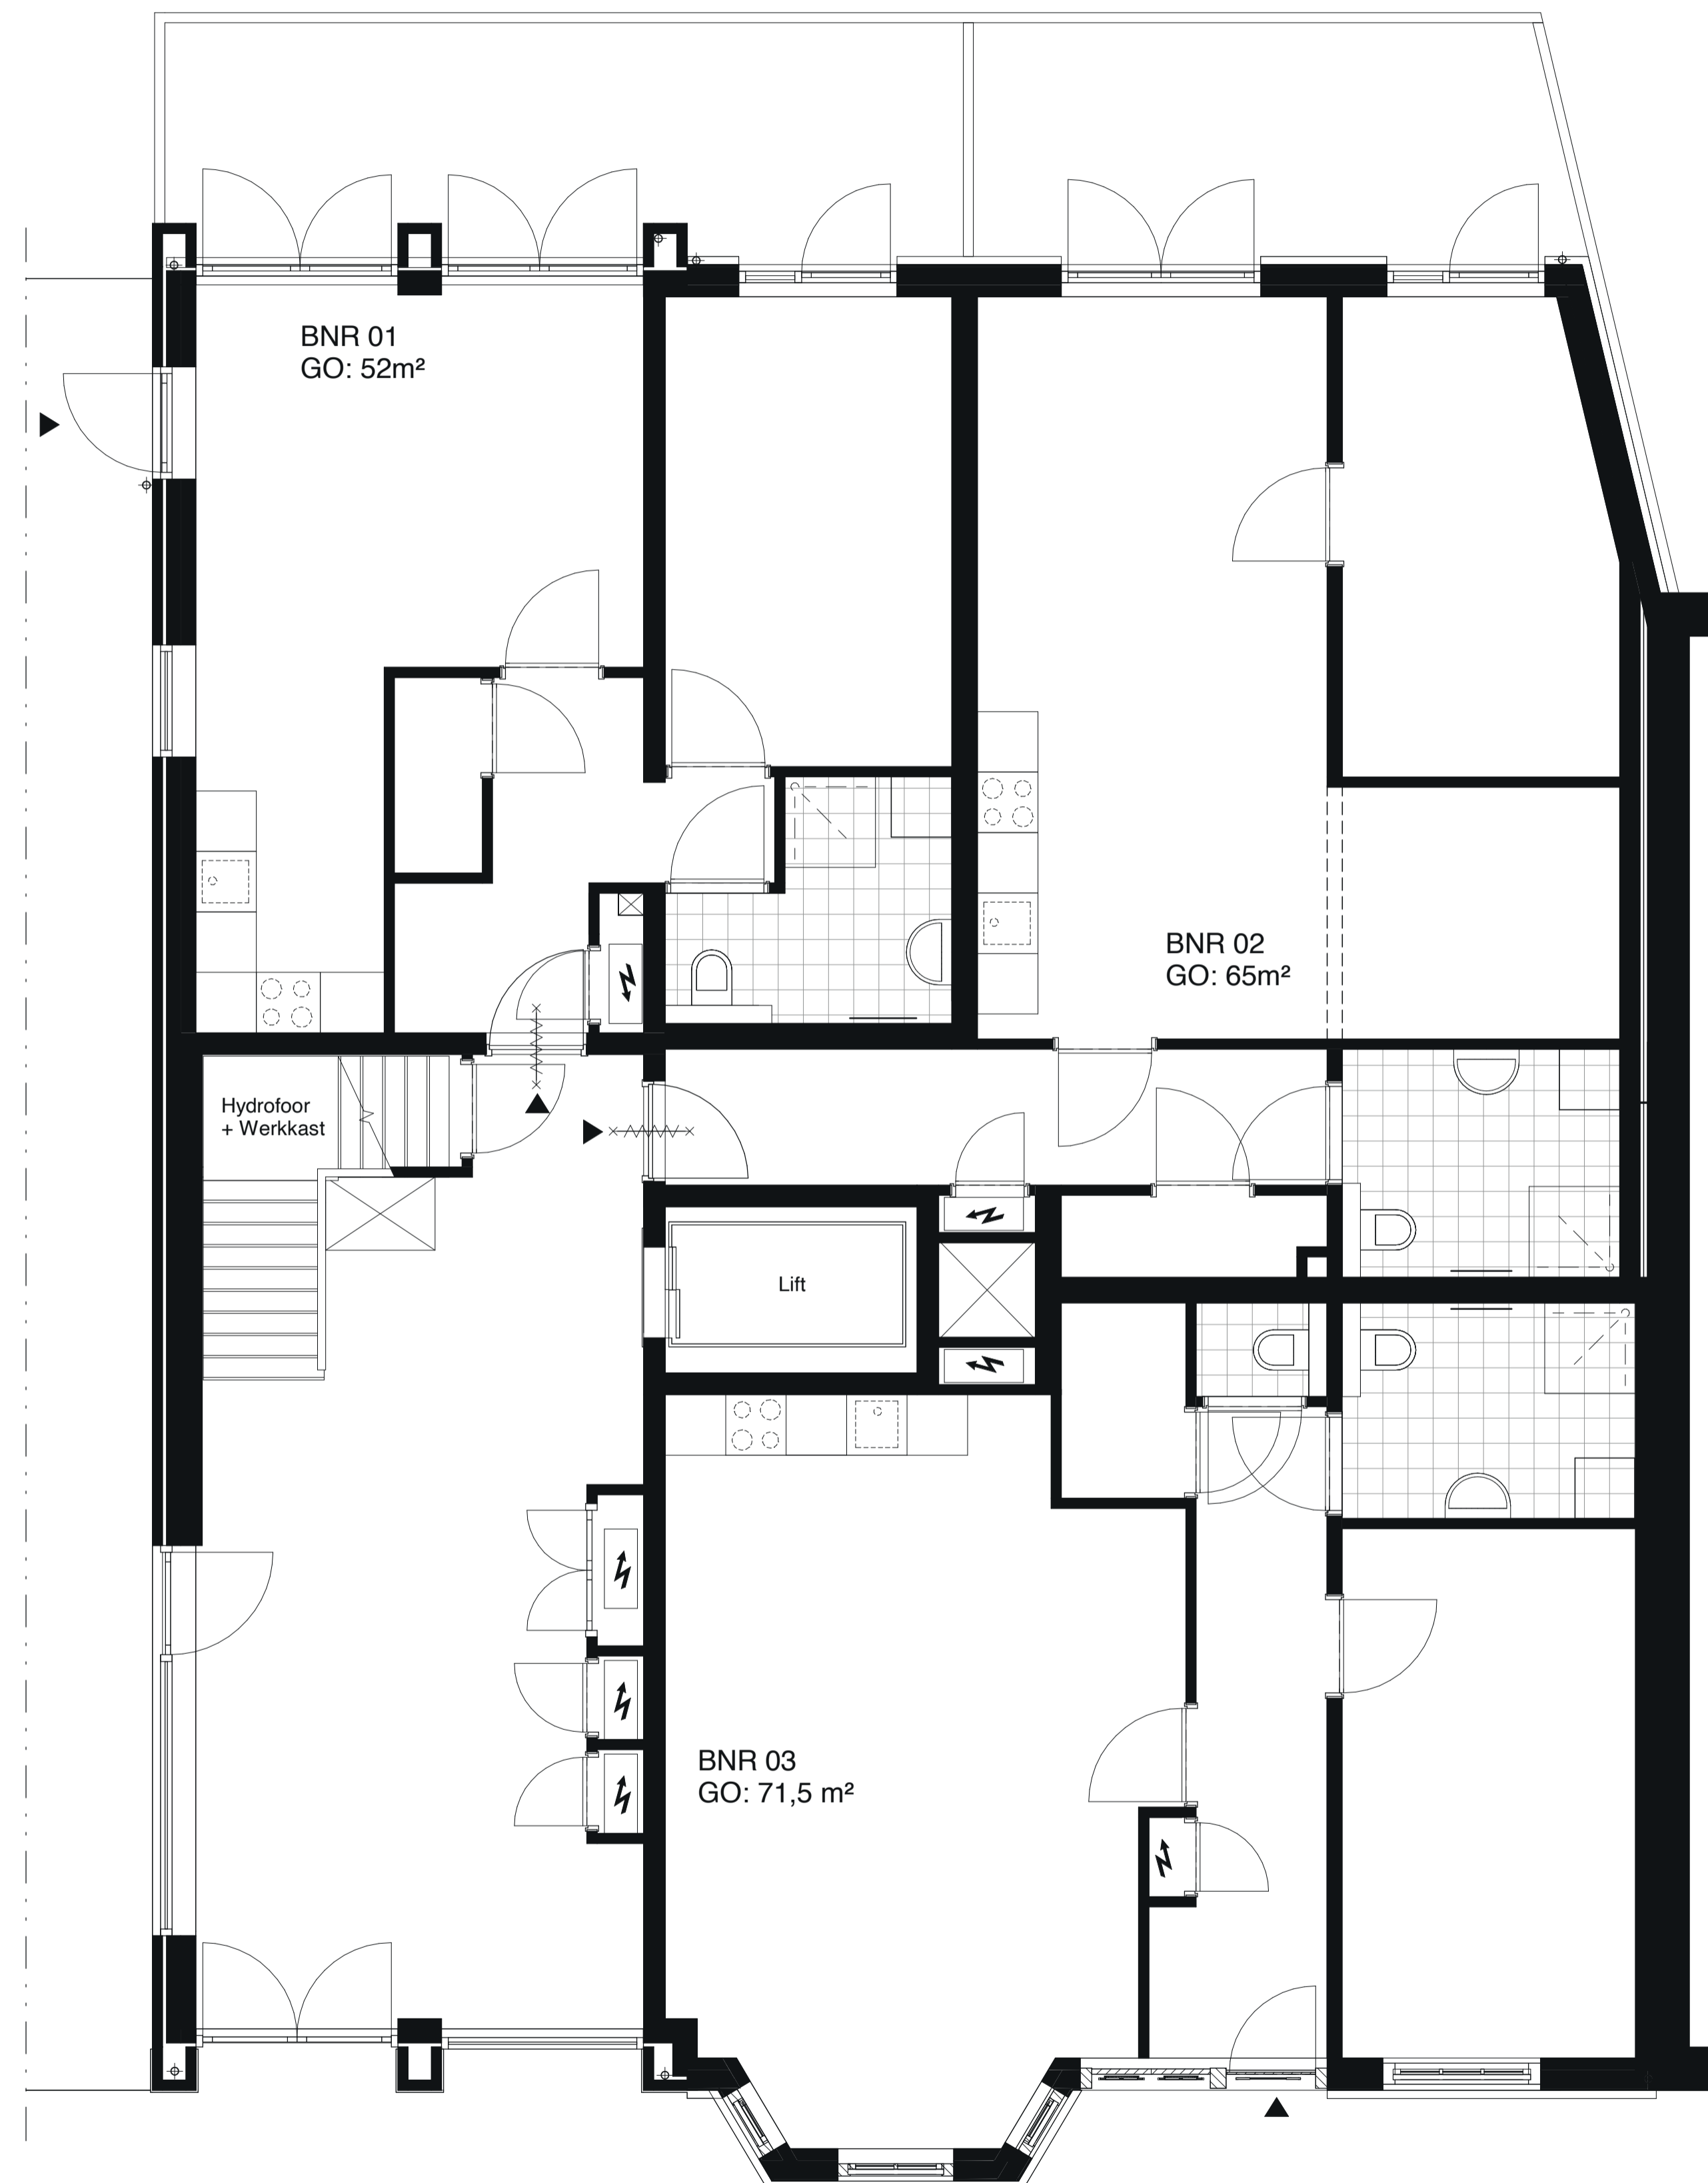 BNR 01
GO: 52m²
BNR 02
GO: 65m²
Hydrofoor
+ Werkkast
Lift
BNR 03
GO: 71,5 m²